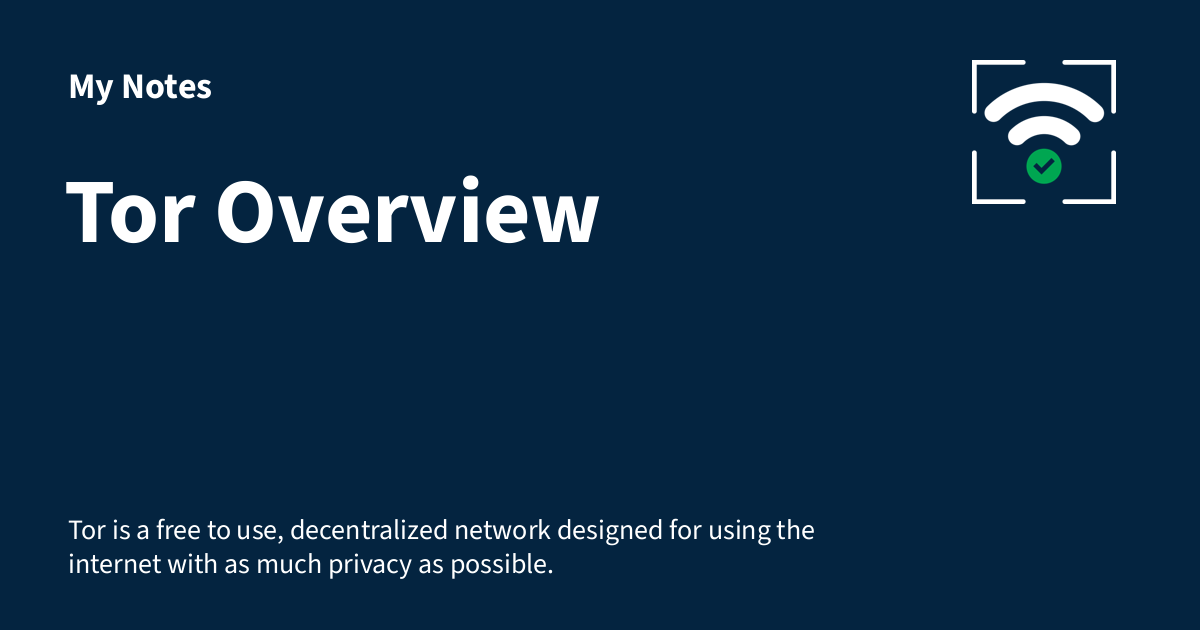 My Notes
Tor Overview
Tor is a free to use, decentralized network designed for using the
internet with as much privacy as possible.